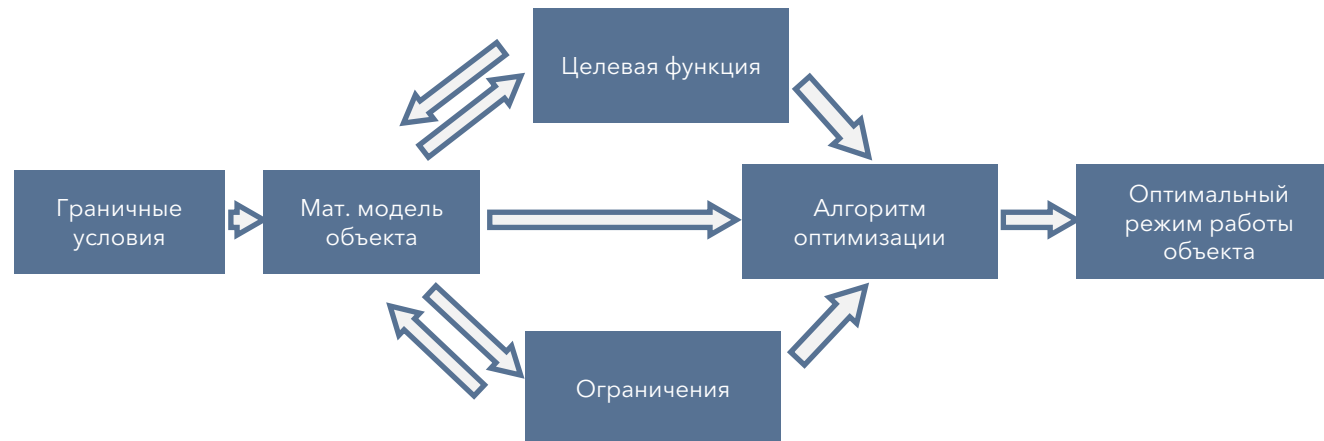 Целевая функция
Граничные
условия
Мат. модель
объекта
Алгоритм
оптимизации
Оптимальный
режим работы
объекта
Ограничения